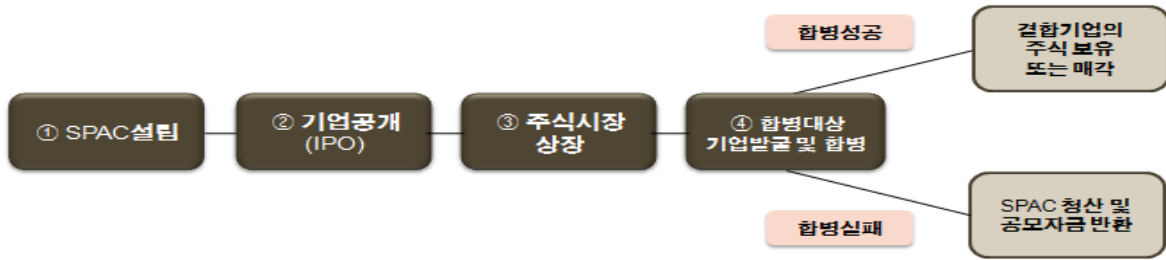 합병성공
결합기업의
주식 보유
또는 매각
① SPAC설립
② 기업공개
(IPO)
③ 주식시장
상장
④ 합병대상
기업발굴 및 합병
합병실패
SPAC 청산 및
공모자금 반환